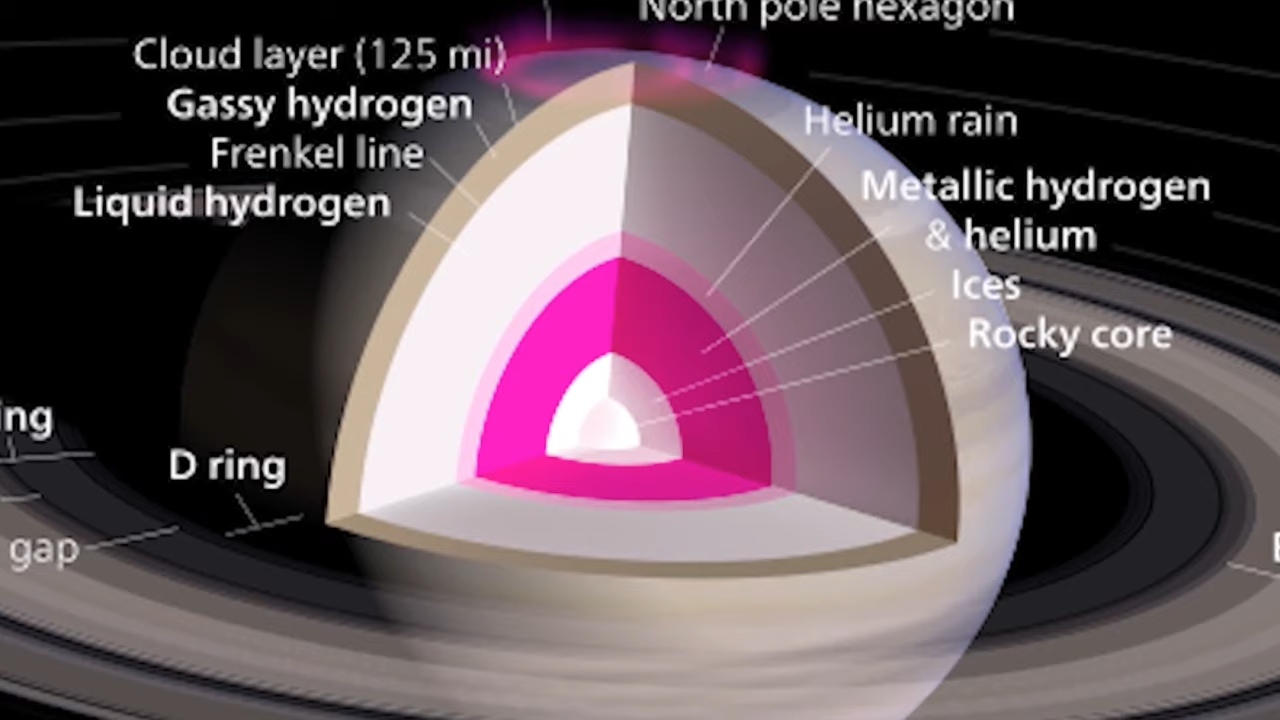 North pole hexagon
Cloud layer (125 mi)
Gassy hydrogen
Frenkel line
Liquid hydrogen
Helium rain
Metallic hydrogen
& helium
Ices
Rocky core
ing
D ring
gap